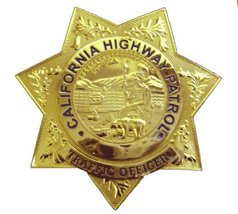 CALIFORNIA HIGHWAY PATROL
TRAFFIC OFFICER